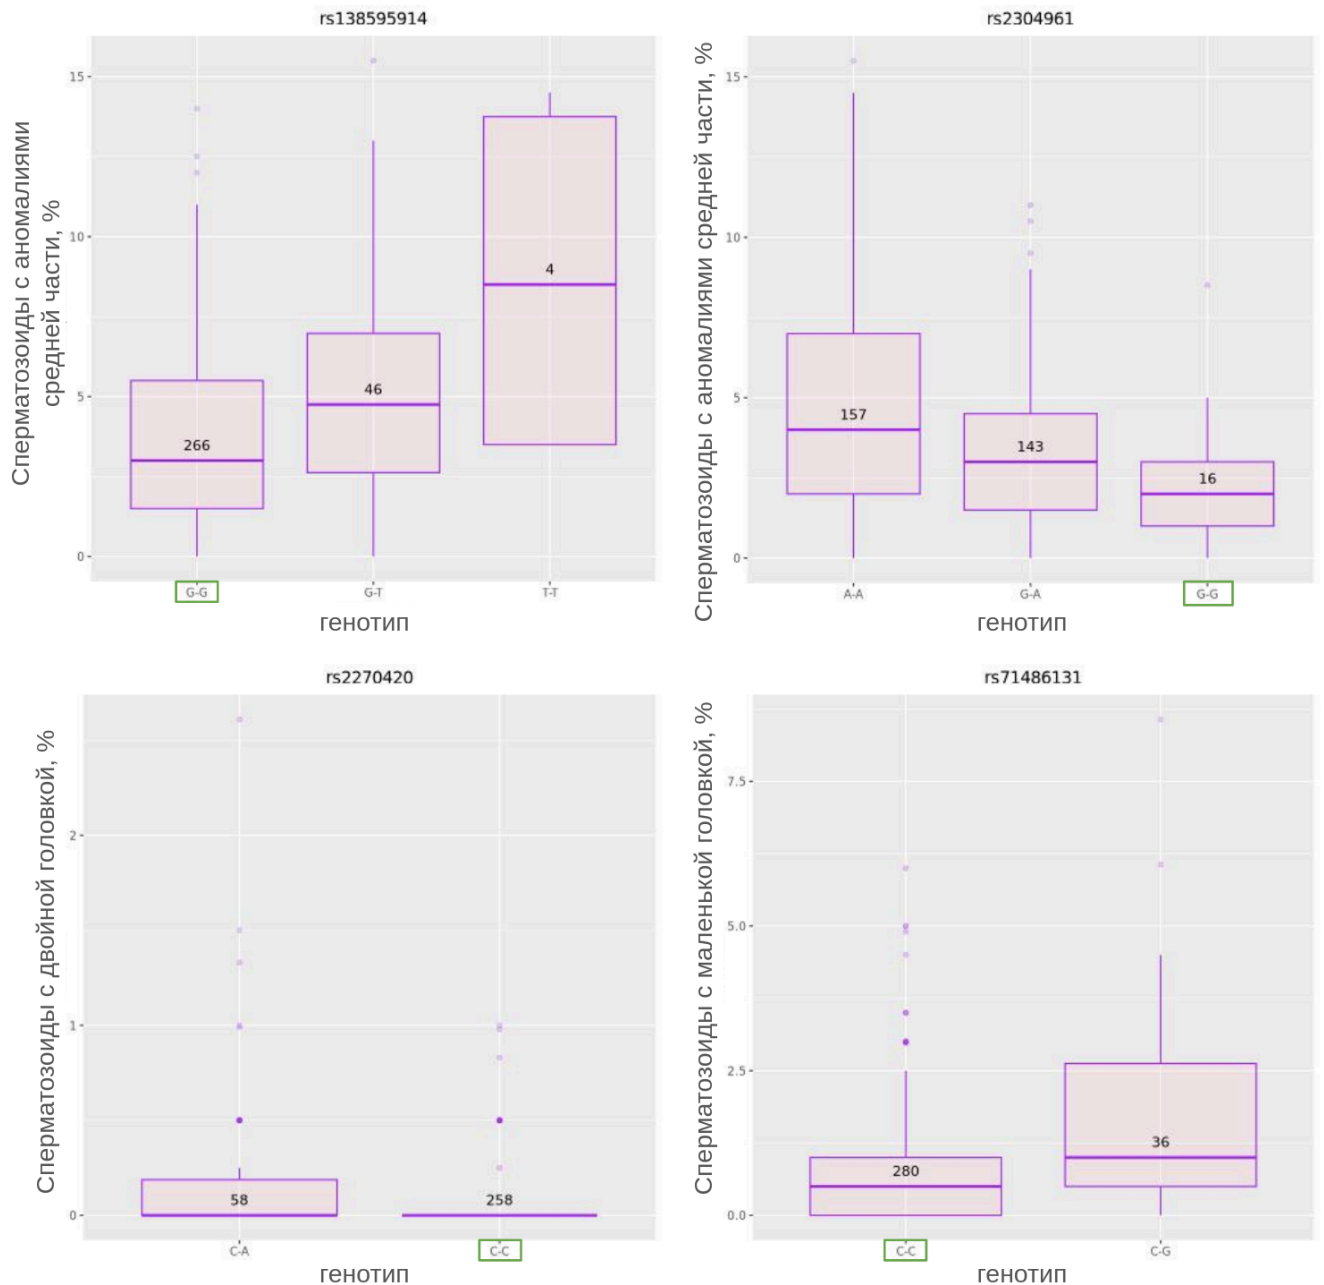 rs138595914
Сперматозоиды с аномалиями
средней части, %
15
10
5
0
266
46
4
G-G
G-T
T-T
генотип
rs2304961
Сперматозоиды с аномалиями средней части, %
15
10
5
0
157
143
16
A-A
G-A
G-G
генотип
rs2270420
Сперматозоиды с двойной головкой, %
2
1
0
58
258
C-A
C-C
генотип
rs71486131
Сперматозоиды с маленькой головкой, %
7.5
5.0
2.5
0.0
280
36
C-C
C-G
генотип